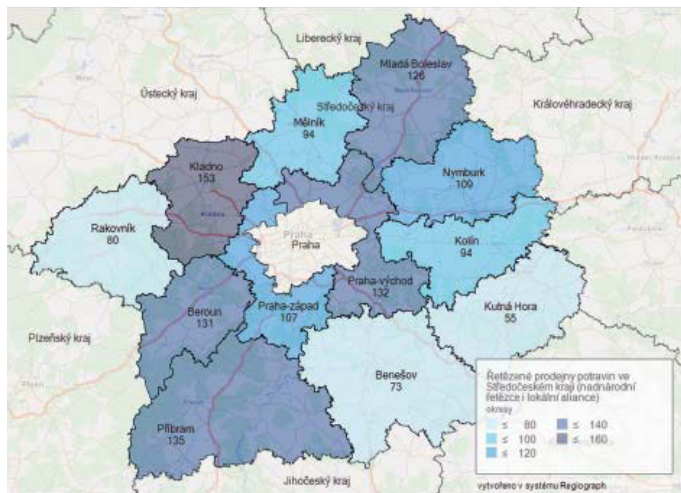 Liberecký kraj
Mladá Boleslav
126
Ústecký kraj
Středočeský kraj
Královéhradecký kraj
Mělník
94
Kladno
153
Nymburk
109
Rakovník
80
Praha
Praha
Kolín
94
Praha-východ
132
Kutná Hora
55
Beroun
131
Praha-západ
107
Plzeňský kraj
Benešov
73
Příbram
135
Jihočeský kraj
Řetězené prodejny potravin ve
Středočeském kraji (nadnárodní
řetězce i lokální aliance)
okresy
≤ 80 ≤ 140
≤ 100 ≤ 160
≤ 120
vytvořeno v systému Regiograph